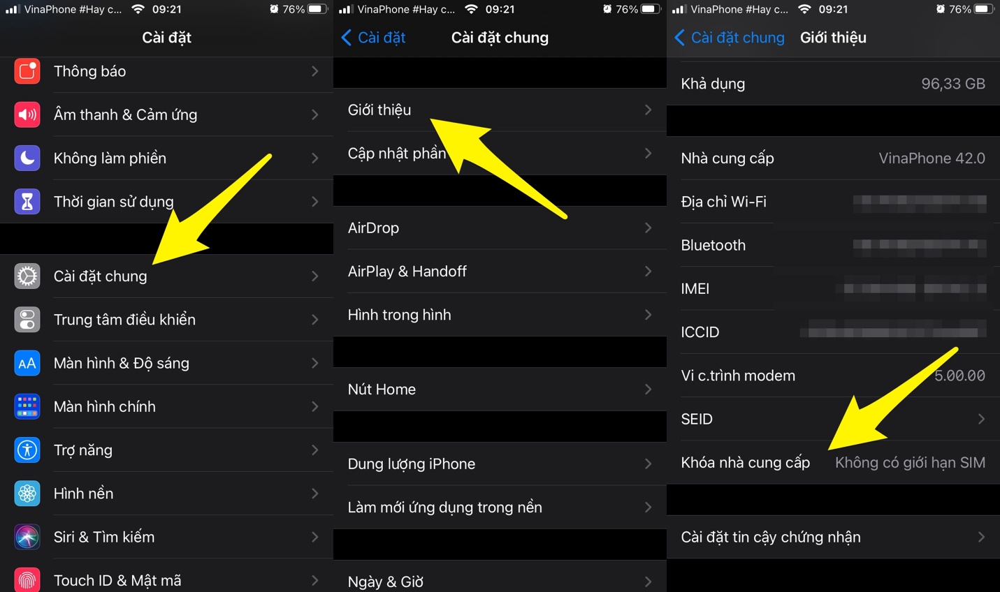 VinaPhone #Hay c... 09:21 76%
Cài đặt
Thông báo
Âm thanh & Cảm ứng
Không làm phiền
Thời gian sử dụng
Cài đặt chung
Trung tâm điều khiển
AA Màn hình & Độ sáng
Màn hình chính
Trợ năng
Hình nền
Siri & Tìm kiếm
Touch ID & Mật mã
VinaPhone #Hay c... 09:21 76%
Cài đặt Cài đặt chung
Giới thiệu
Cập nhật phần
AirDrop
AirPlay & Handoff
Hình trong hình
Nút Home
Dung lượng iPhone
Làm mới ứng dụng trong nền
Ngày & Giờ
VinaPhone #Hay c... 09:21 76%
Cài đặt chung Giới thiệu
Khả dụng 96,33 GB
Nhà cung cấp VinaPhone 42.0
Địa chỉ Wi-Fi
Bluetooth
IMEI
ICCID
Vi c.trình modem 5.00.00
SEID
Khóa nhà cung cấp Không có giới hạn SIM
Cài đặt tin cậy chứng nhận